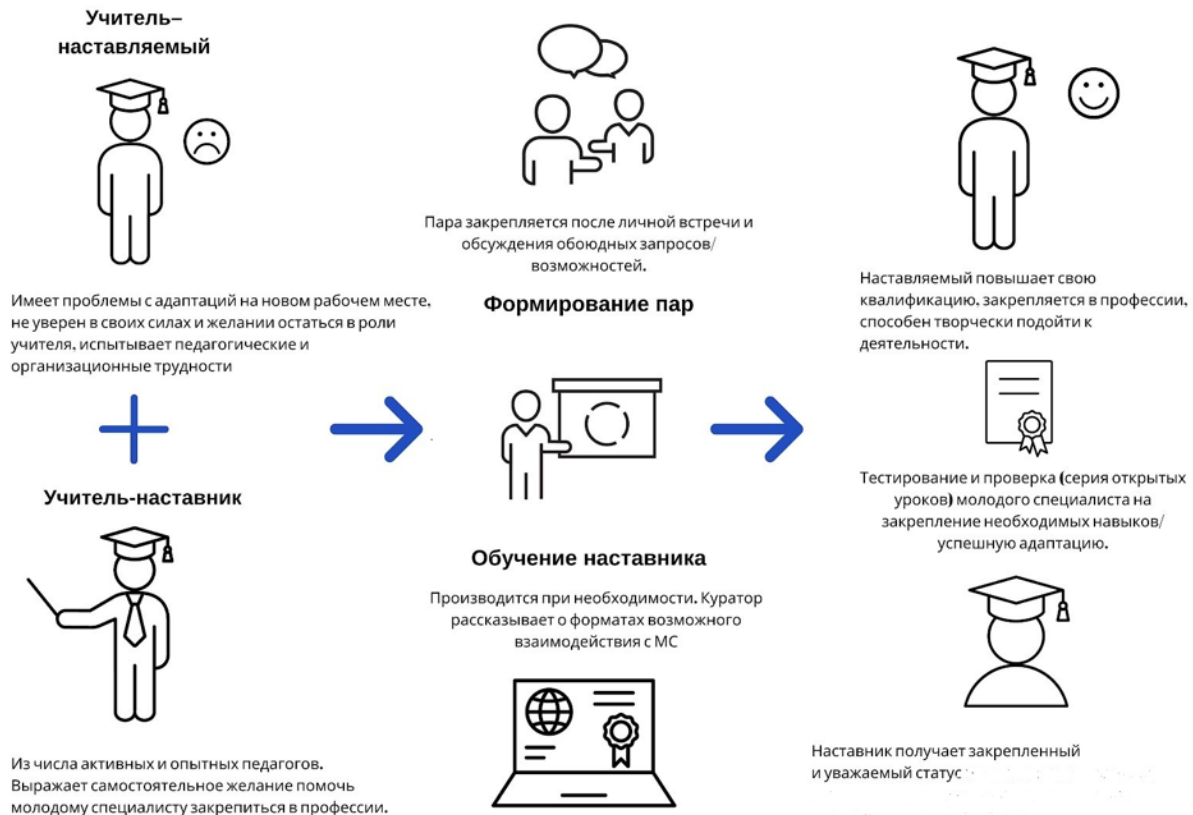 Учитель–
наставляемый
Имеет проблемы с адаптаций на новом рабочем месте,
не уверен в своих силах и желании остаться в роли
учителя, испытывает педагогические и
организационные трудности
Учитель-наставник
Из числа активных и опытных педагогов.
Выражает самостоятельное желание помочь
молодому специалисту закрепиться в профессии.
Пара закрепляется после личной встречи и
обсуждения обоюдных запросов/
возможностей.
Формирование пар
Обучение наставника
Производится при необходимости. Куратор
рассказывает о форматах возможного
взаимодействия с МС
Наставляемый повышает свою
квалификацию, закрепляется в профессии,
способен творчески подойти к
деятельности.
Тестирование и проверка (серия открытых
уроков) молодого специалиста на
закрепление необходимых навыков/
успешную адаптацию.
Наставник получает закрепленный
и уважаемый статус